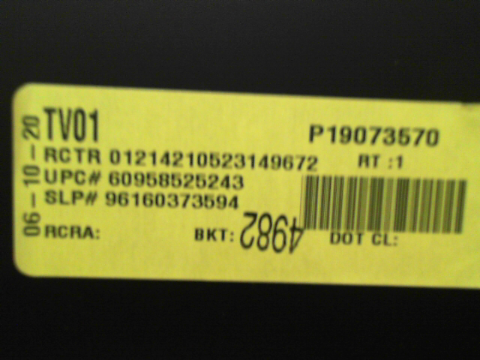 06-10-20
TV01
P19073570
RCTR 01214210523149672 RT :1
UPC# 60958525243
SLP# 96160373594
RCRA: BKT: 4982 DOT CL: